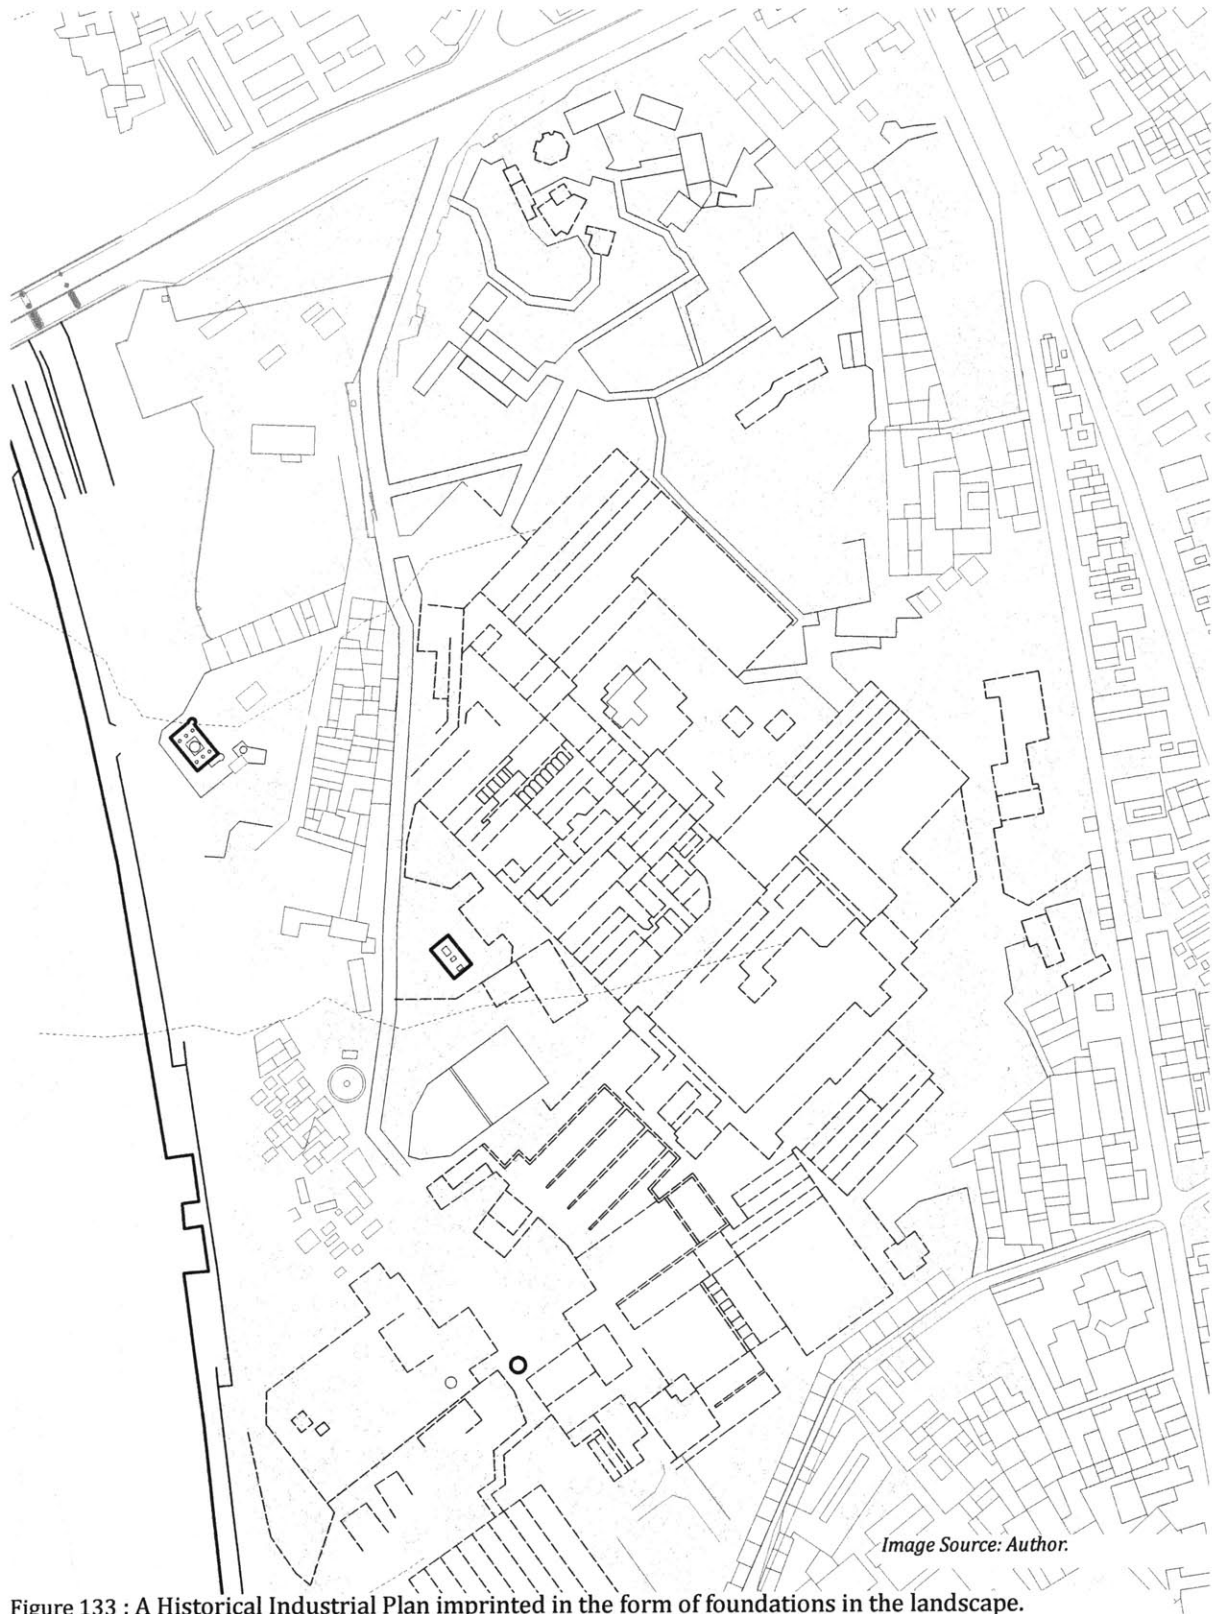 Image Source: Author.
Figure 133 : A Historical Industrial Plan imprinted in the form of foundations in the landscape.